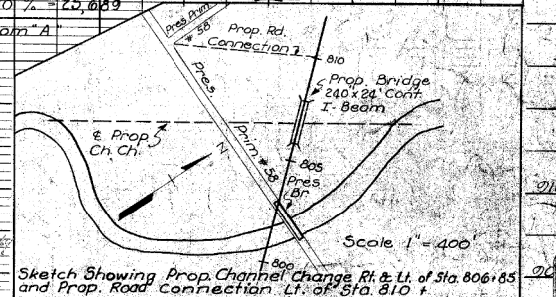 = 25,689
om "A"
Pres Prim
# 58
Prop. Rd.
Connection
810
Prop. Bridge
240'x24' Cont.
I-Beam
Pres.
Prim. # 58
℄ Prop.
Ch. Ch.
N
805
Pres.
Br.
Scale 1" = 400'
800
Sketch Showing Prop. Channel Change Rt. & Lt. of Sta. 806+85
and Prop. Road Connection Lt. of Sta. 810 ±